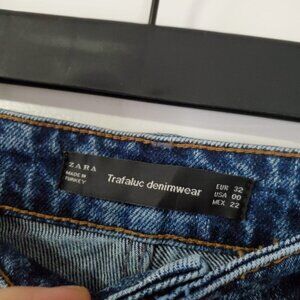 ZARA
MADE IN
TURKEY
Trafaluc denimwear
EUR 32
USA 00
MEX 22